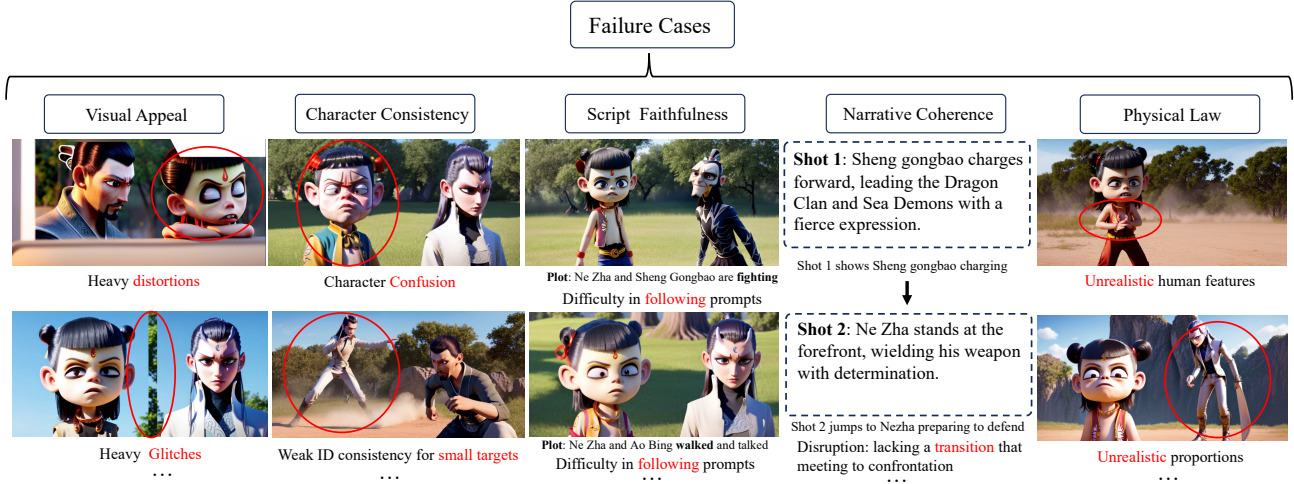 Failure Cases
Visual Appeal
Character Consistency
Script Faithfulness
Narrative Coherence
Physical Law
Heavy distortions
Character Confusion
Plot: Ne Zha and Sheng Gongbao are fighting
Difficulty in following prompts
Shot 1: Sheng gongbao charges
forward, leading the Dragon
Clan and Sea Demons with a
fierce expression.
Shot 1 shows Sheng gongbao charging
Unrealistic human features
Heavy Glitches
...
Weak ID consistency for small targets
...
Plot: Ne Zha and Ao Bing walked and talked
Difficulty in following prompts
...
Shot 2: Ne Zha stands at the
forefront, wielding his weapon
with determination.
Shot 2 jumps to Nezha preparing to defend
Disruption: lacking a transition that
meeting to confrontation
...
Unrealistic proportions
...